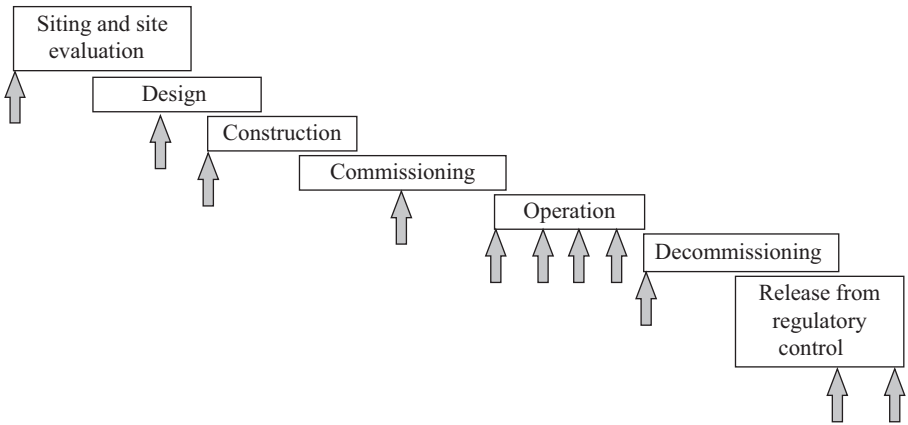 Siting and site
evaluation
Design
Construction
Commissioning
Operation
Decommissioning
Release from
regulatory
control